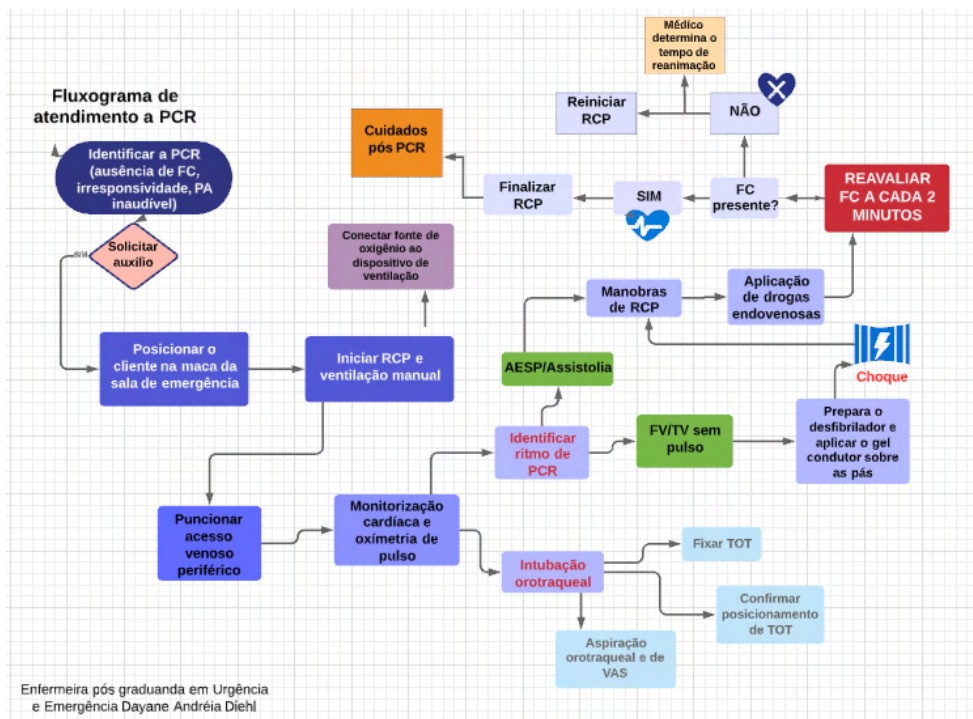 Fluxograma de
atendimento a PCR
Identificar a PCR
(ausência de FC,
irresponsividade, PA
inaudível)
Solicitar
auxílio
Posicionar o
cliente na maca da
sala de emergência
Iniciar RCP e
ventilação manual
Conectar fonte de
oxigênio ao
dispositivo de
ventilação
Puncionar
acesso
venoso
periférico
Monitorização
cardíaca e
oxímetria de
pulso
Intubação
orotraqueal
Fixar TOT
Confirmar
posicionamento
de TOT
Aspiração
orotraqueal e de
VAS
Identificar
ritmo de
PCR
AESP/Assistolia
FV/TV sem
pulso
Prepara o
desfibrilador e
aplicar o gel
condutor sobre
as pás
Choque
Manobras
de RCP
Aplicação
de drogas
endovenosas
REAVALIAR
FC A CADA 2
MINUTOS
FC
presente?
NÃO
Reiniciar
RCP
Médico
determina o
tempo de
reanimação
SIM
Finalizar
RCP
Cuidados
pós PCR
Enfermeira pós graduanda em Urgência
e Emergência Dayane Andréia Diehl